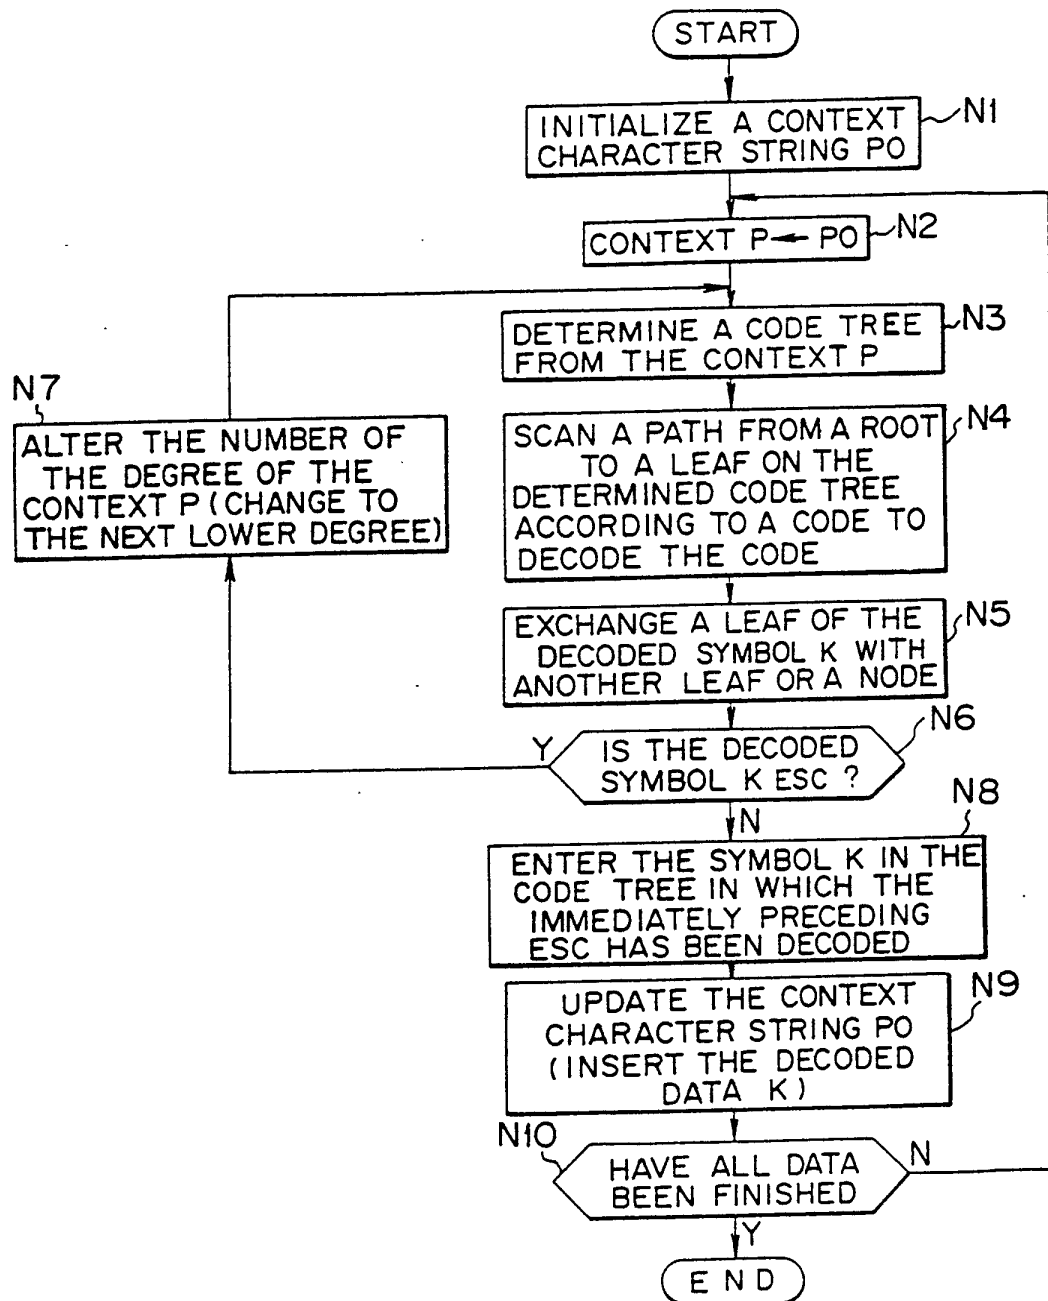 START
N1
INITIALIZE A CONTEXT
CHARACTER STRING PO
N2
CONTEXT P ← PO
N3
DETERMINE A CODE TREE
FROM THE CONTEXT P
N7
ALTER THE NUMBER OF
THE DEGREE OF THE
CONTEXT P (CHANGE TO
THE NEXT LOWER DEGREE)
N4
SCAN A PATH FROM A ROOT
TO A LEAF ON THE
DETERMINED CODE TREE
ACCORDING TO A CODE TO
DECODE THE CODE
N5
EXCHANGE A LEAF OF THE
DECODED SYMBOL K WITH
ANOTHER LEAF OR A NODE
N6
Y
IS THE DECODED
SYMBOL K ESC ?
N
N8
ENTER THE SYMBOL K IN THE
CODE TREE IN WHICH THE
IMMEDIATELY PRECEDING
ESC HAS BEEN DECODED
N9
UPDATE THE CONTEXT
CHARACTER STRING PO
(INSERT THE DECODED
DATA K)
N10
HAVE ALL DATA
BEEN FINISHED
N
Y
END